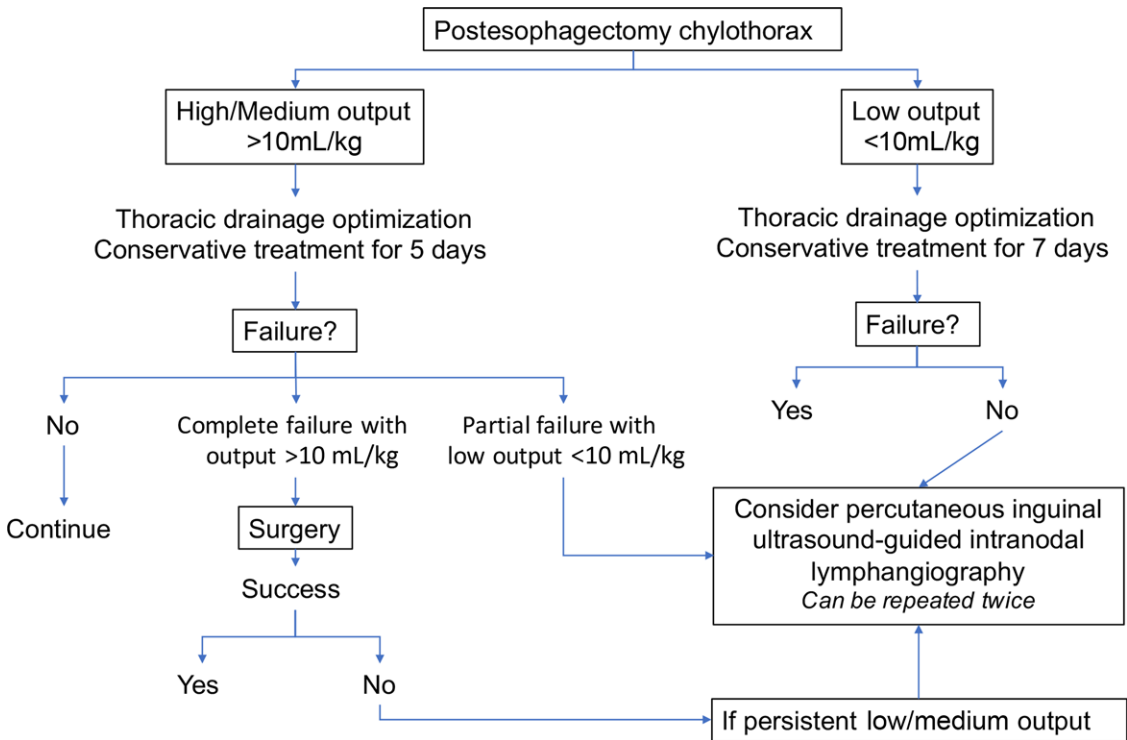 Postesophagectomy chylothorax
High/Medium output
>10mL/kg
Low output
<10mL/kg
Thoracic drainage optimization
Conservative treatment for 5 days
Thoracic drainage optimization
Conservative treatment for 7 days
Failure?
Failure?
No
Complete failure with
output >10 mL/kg
Partial failure with
low output <10 mL/kg
Yes
No
Continue
Surgery
Consider percutaneous inguinal
ultrasound-guided intranodal
lymphangiography
Can be repeated twice
Success
Yes
No
If persistent low/medium output